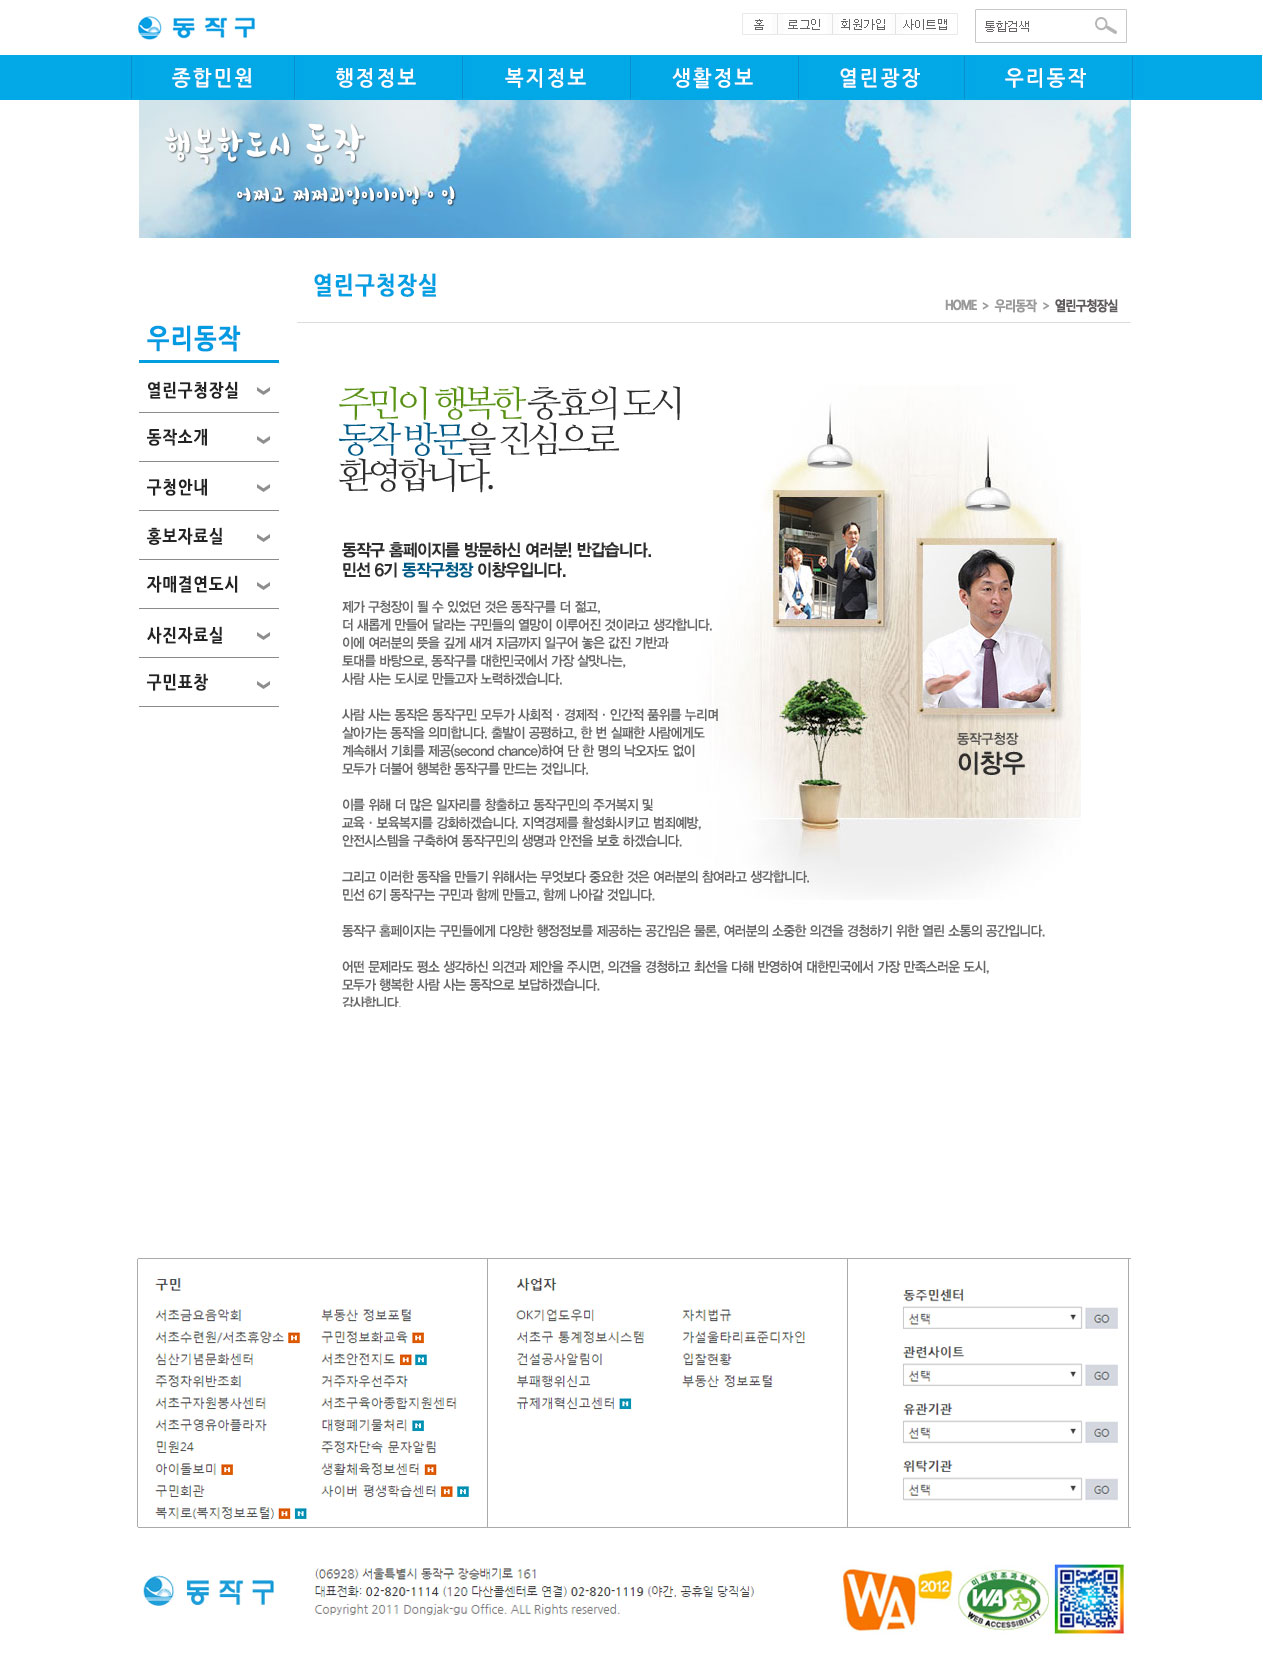 동작구
홈 로그인 회원가입 사이트맵 통합검색
종합민원 행정정보 복지정보 생활정보 열린광장 우리동작
행복한도시 동작
어쩌고 쩌쩌괴잉이이이잉ㅇ잉
열린구청장실
HOME > 우리동작 > 열린구청장실
우리동작
열린구청장실
동작소개
구청안내
홍보자료실
자매결연도시
사진자료실
구민표창
주민이 행복한 충효의 도시
동작 방문을 진심으로
환영합니다.
동작구 홈페이지를 방문하신 여러분! 반갑습니다.
민선 6기 동작구청장 이창우입니다.
제가 구청장이 될 수 있었던 것은 동작구를 더 젊고,
더 새롭게 만들어 달라는 구민들의 열망이 이루어진 것이라고 생각합니다.
이에 여러분의 뜻을 깊게 새겨 지금까지 일구어 놓은 값진 기반과
토대를 바탕으로, 동작구를 대한민국에서 가장 살맛나는,
사람 사는 도시로 만들고자 노력하겠습니다.
사람 사는 동작은 동작구민 모두가 사회적 · 경제적 · 인간적 품위를 누리며
살아가는 동작을 의미합니다. 출발이 공평하고, 한 번 실패한 사람에게도
계속해서 기회를 제공(second chance)하여 단 한 명의 낙오자도 없이
모두가 더불어 행복한 동작구를 만드는 것입니다.
이를 위해 더 많은 일자리를 창출하고 동작구민의 주거복지 및
교육 · 보육복지를 강화하겠습니다. 지역경제를 활성화시키고 범죄예방,
안전시스템을 구축하여 동작구민의 생명과 안전을 보호 하겠습니다.
그리고 이러한 동작을 만들기 위해서는 무엇보다 중요한 것은 여러분의 참여라고 생각합니다.
민선 6기 동작구는 구민과 함께 만들고, 함께 나아갈 것입니다.
동작구 홈페이지는 구민들에게 다양한 행정정보를 제공하는 공간임은 물론, 여러분의 소중한 의견을 경청하기 위한 열린 소통의 공간입니다.
어떤 문제라도 평소 생각하신 의견과 제안을 주시면, 의견을 경청하고 최선을 다해 반영하여 대한민국에서 가장 만족스러운 도시,
모두가 행복한 사람 사는 동작으로 보답하겠습니다.
감사합니다.
동작구청장
이창우
구민
서초금요음악회
서초수련원/서초휴양소 H
심산기념문화센터
주정차위반조회
서초구자원봉사센터
서초구영유아플라자
민원24
아이돌보미 H
구민회관
복지로(복지정보포털) H N
부동산 정보포털
구민정보화교육 H
서초안전지도 H N
거주자우선주차
서초구육아종합지원센터
대형폐기물처리 N
주정차단속 문자알림
생활체육정보센터 H
사이버 평생학습센터 H N
사업자
OK기업도우미
서초구 통계정보시스템
건설공사알림이
부패행위신고
규제개혁신고센터 N
자치법규
가설울타리표준디자인
입찰현황
부동산 정보포털
동주민센터
선택 GO
관련사이트
선택 GO
유관기관
선택 GO
위탁기관
선택 GO
동작구
(06928) 서울특별시 동작구 장승배기로 161
대표전화: 02-820-1114 (120 다산콜센터로 연결) 02-820-1119 (야간, 공휴일 당직실)
Copyright 2011 Dongjak-gu Office. ALL Rights reserved.
WA 2012
미래창조과학부
WA
WEB ACCESSIBILITY